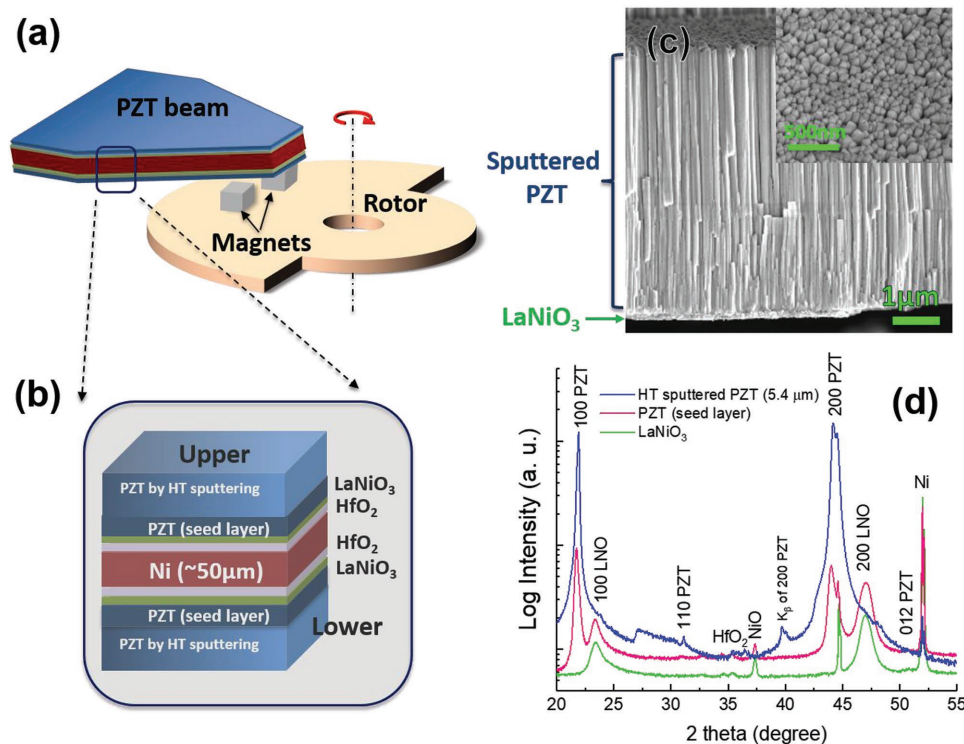 (a)
PZT beam
Magnets
Rotor
(b)
Upper
PZT by HT sputtering
PZT (seed layer)
Ni (~50μm)
PZT (seed layer)
PZT by HT sputtering
Lower
LaNiO₃
HfO₂
HfO₂
LaNiO₃
(c)
500nm
Sputtered
PZT
LaNiO₃
1μm
(d)
HT sputtered PZT (5.4 μm)
PZT (seed layer)
LaNiO₃
100 PZT
100 LNO
110 PZT
HfO₂
NiO
Kβ of 200 PZT
200 PZT
200 LNO
012 PZT
Ni
Log Intensity (a. u.)
20 25 30 35 40 45 50 55
2 theta (degree)